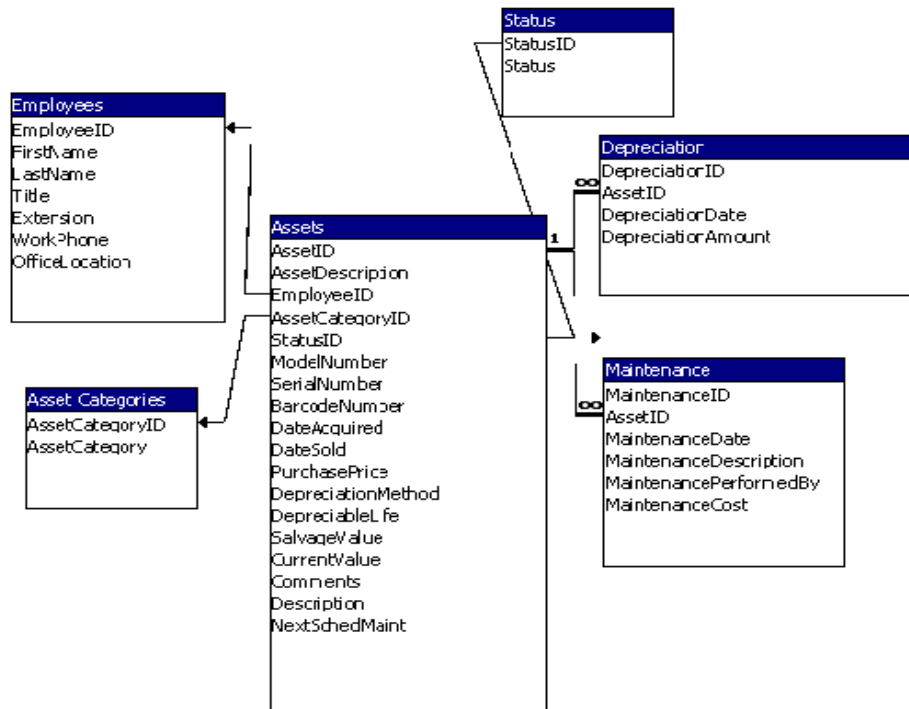 Status
StatusID
Status
Employees
EmployeeID
FirstName
LastName
Title
Extension
WorkPhone
OfficeLocation
Depreciation
DepreciationID
AssetID
DepreciationDate
DepreciationAmount
∞
1
Assets
AssetID
AssetDescription
EmployeeID
AssetCategoryID
StatusID
ModelNumber
SerialNumber
BarcodeNumber
DateAcquired
DateSold
PurchasePrice
DepreciationMethod
DepreciableLife
SalvageValue
CurrentValue
Comments
Description
NextSchedMaint
Asset Categories
AssetCategoryID
AssetCategory
Maintenance
MaintenanceID
∞
AssetID
MaintenanceDate
MaintenanceDescription
MaintenancePerformedBy
MaintenanceCost